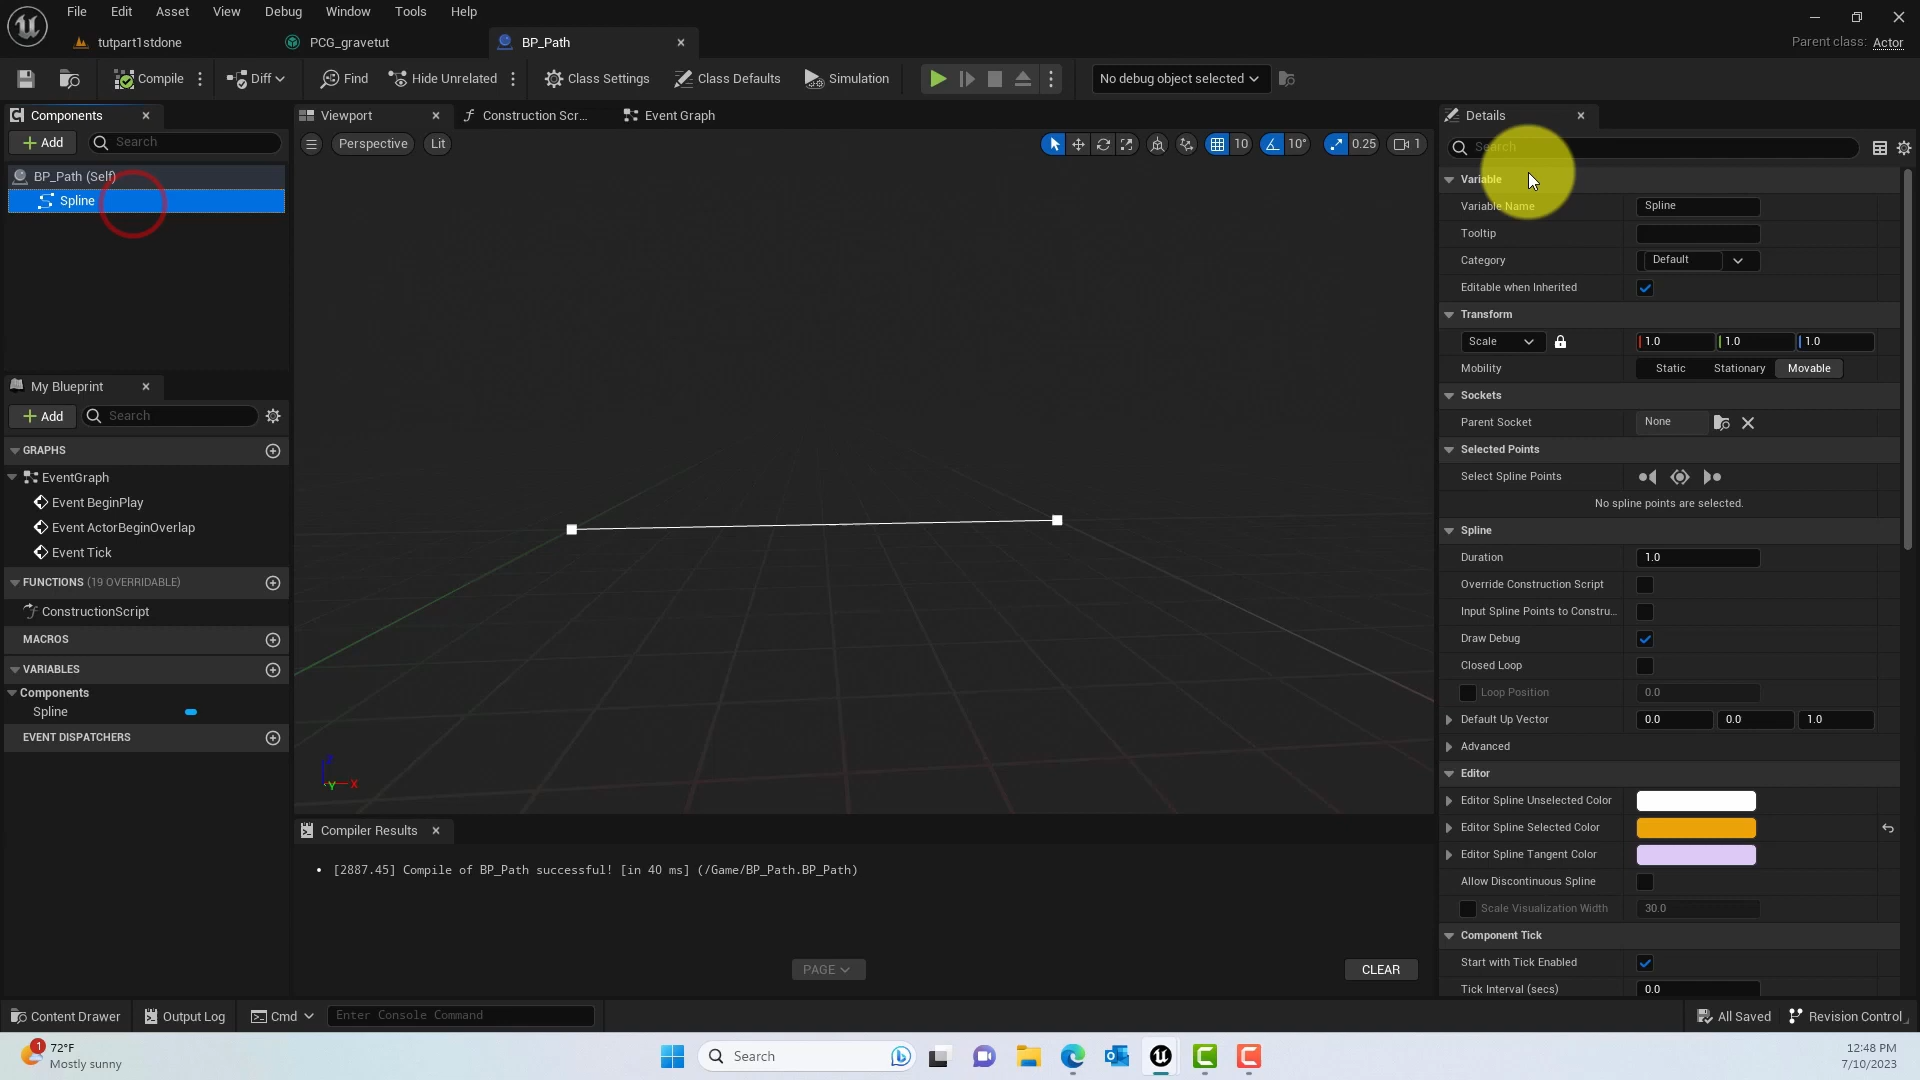 File Edit Asset View Debug Window Tools Help
tutpart1stdone PCG_gravetut BP_Path
Parent class: Actor
Compile Diff Find Hide Unrelated Class Settings Class Defaults Simulation No debug object selected
Components
Add Search
BP_Path (Self)
Spline
My Blueprint
Add Search
GRAPHS
EventGraph
Event BeginPlay
Event ActorBeginOverlap
Event Tick
FUNCTIONS (19 OVERRIDABLE)
ConstructionScript
MACROS
VARIABLES
Components
Spline
EVENT DISPATCHERS
Viewport Construction Scr... Event Graph
Perspective Lit 10 10° 0.25 1
Z
Y X
Compiler Results
• [2887.45] Compile of BP_Path successful! [in 40 ms] (/Game/BP_Path.BP_Path)
PAGE CLEAR
Details
Search
Variable
Variable Name Spline
Tooltip
Category Default
Editable when Inherited
Transform
Scale 1.0 1.0 1.0
Mobility Static Stationary Movable
Sockets
Parent Socket None
Selected Points
Select Spline Points
No spline points are selected.
Spline
Duration 1.0
Override Construction Script
Input Spline Points to Constru...
Draw Debug
Closed Loop
Loop Position 0.0
Default Up Vector 0.0 0.0 1.0
Advanced
Editor
Editor Spline Unselected Color
Editor Spline Selected Color
Editor Spline Tangent Color
Allow Discontinuous Spline
Scale Visualization Width 30.0
Component Tick
Start with Tick Enabled
Tick Interval (secs) 0.0
Content Drawer Output Log Cmd Enter Console Command All Saved Revision Control
1 72°F
Mostly sunny
Search
12:48 PM
7/10/2023